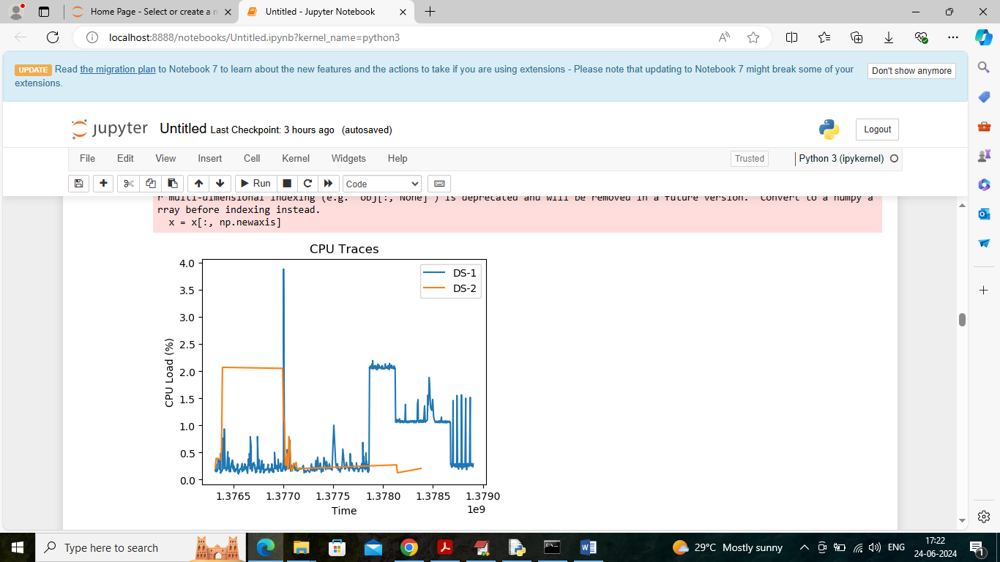 Home Page - Select or create a n
Untitled - Jupyter Notebook
localhost:8888/notebooks/Untitled.ipynb?kernel_name=python3
UPDATE Read the migration plan to Notebook 7 to learn about the new features and the actions to take if you are using extensions - Please note that updating to Notebook 7 might break some of your
extensions.
Don't show anymore
jupyter Untitled Last Checkpoint: 3 hours ago (autosaved)
Logout
File Edit View Insert Cell Kernel Widgets Help
Trusted
Python 3 (ipykernel)
Run
Code
r multi-dimensional indexing (e.g. `obj[:, None]`) is deprecated and will be removed in a future version. Convert to a numpy a
rray before indexing instead.
x = x[:, np.newaxis]
CPU Traces
DS-1
DS-2
4.0
3.5
3.0
2.5
2.0
1.5
1.0
0.5
0.0
CPU Load (%)
1.3765 1.3770 1.3775 1.3780 1.3785 1.3790
Time
1e9
Type here to search
29°C Mostly sunny
ENG
17:22
24-06-2024
1